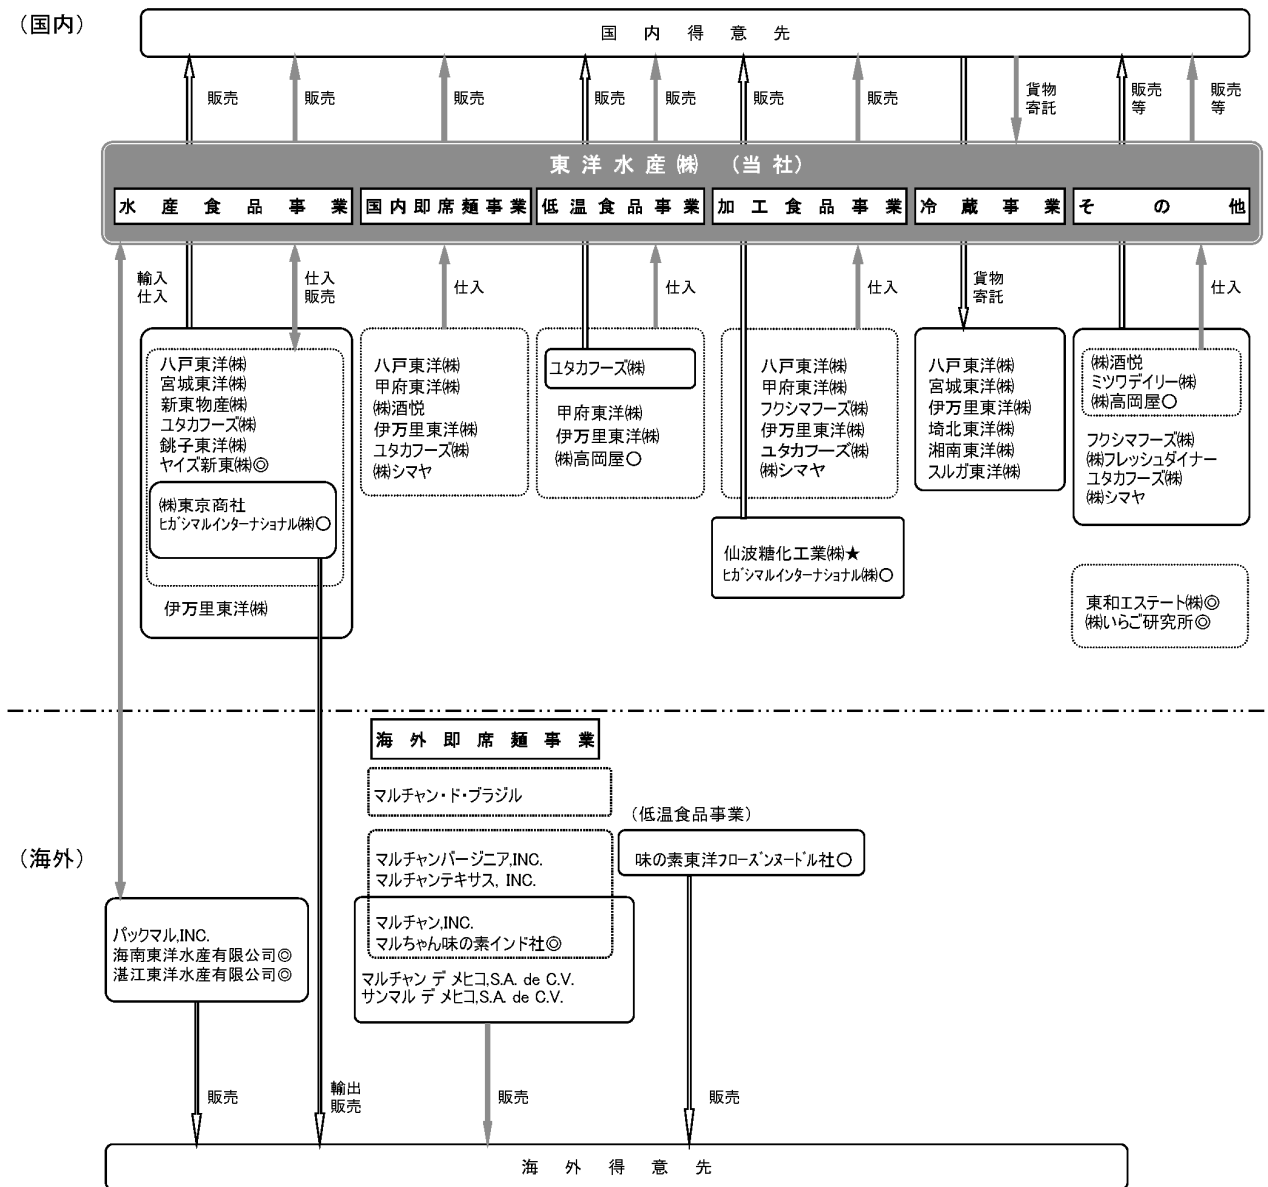 （国内）
国内得意先
販売
販売
販売
販売
販売
販売
販売
貨物
寄託
販売
等
販売
等
東洋水産㈱ （当社）
水産食品事業
国内即席麺事業
低温食品事業
加工食品事業
冷蔵事業
その他
輸入
仕入
仕入
販売
仕入
仕入
仕入
貨物
寄託
仕入
八戸東洋㈱
宮城東洋㈱
新東物産㈱
ユタカフーズ㈱
銚子東洋㈱
ヤイズ新東㈱◎
㈱東京商社
ヒガシマルインターナショナル㈱○
伊万里東洋㈱
八戸東洋㈱
甲府東洋㈱
㈱酒悦
伊万里東洋㈱
ユタカフーズ㈱
㈱シマヤ
ユタカフーズ㈱
甲府東洋㈱
伊万里東洋㈱
㈱高岡屋○
八戸東洋㈱
甲府東洋㈱
フクシマフーズ㈱
伊万里東洋㈱
ユタカフーズ㈱
㈱シマヤ
仙波糖化工業㈱★
ヒガシマルインターナショナル㈱○
八戸東洋㈱
宮城東洋㈱
伊万里東洋㈱
埼北東洋㈱
湘南東洋㈱
スルガ東洋㈱
㈱酒悦
ミツワデイリー㈱
㈱高岡屋○
フクシマフーズ㈱
㈱フレッシュダイナー
ユタカフーズ㈱
㈱シマヤ
東和エステート㈱◎
㈱いらご研究所◎
海外即席麺事業
マルチャン・ド・ブラジル
（低温食品事業）
（海外）
マルチャンバージニア,INC.
マルチャンテキサス, INC.
味の素東洋フローズンヌードル社○
マルチャン,INC.
マルちゃん味の素インド社◎
マルチャン デ メヒコ,S.A. de C.V.
サンマル デ メヒコ,S.A. de C.V.
パックマル,INC.
海南東洋水産有限公司◎
湛江東洋水産有限公司◎
販売
輸出
販売
販売
販売
海外得意先